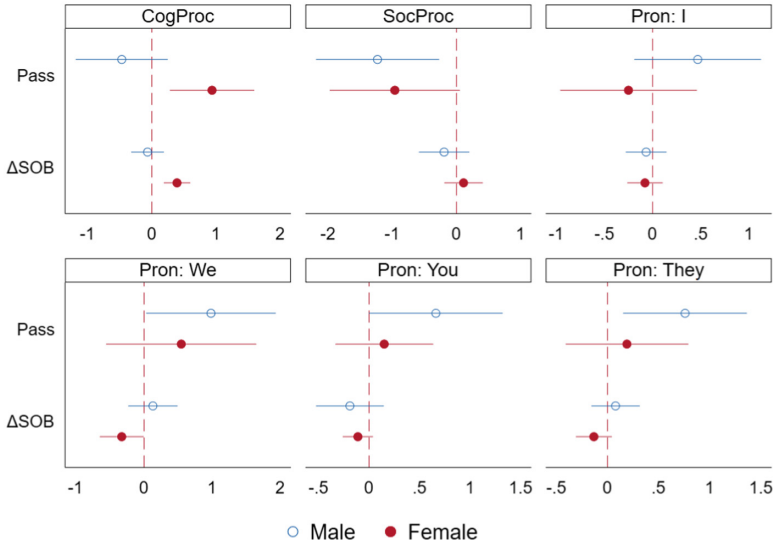 CogProc SocProc Pron: I
Pass
ΔSOB
-1 0 1 2 -2 -1 0 1 -1 -.5 0 .5 1
Pron: We Pron: You Pron: They
Pass
ΔSOB
-1 0 1 2 -.5 0 .5 1 1.5 -.5 0 .5 1 1.5
Male Female